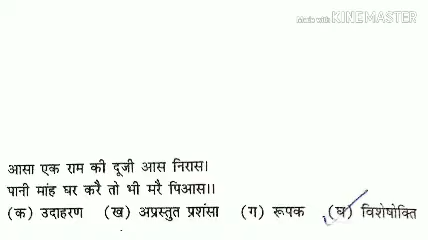 Made with KINEMASTER
आसा एक राम की दूजी आस निरास।
पानी मांह घर करै तो भी मरै पिआस।।
(क) उदाहरण (ख) अप्रस्तुत प्रशंसा (ग) रूपक (घ) विशेषोक्ति